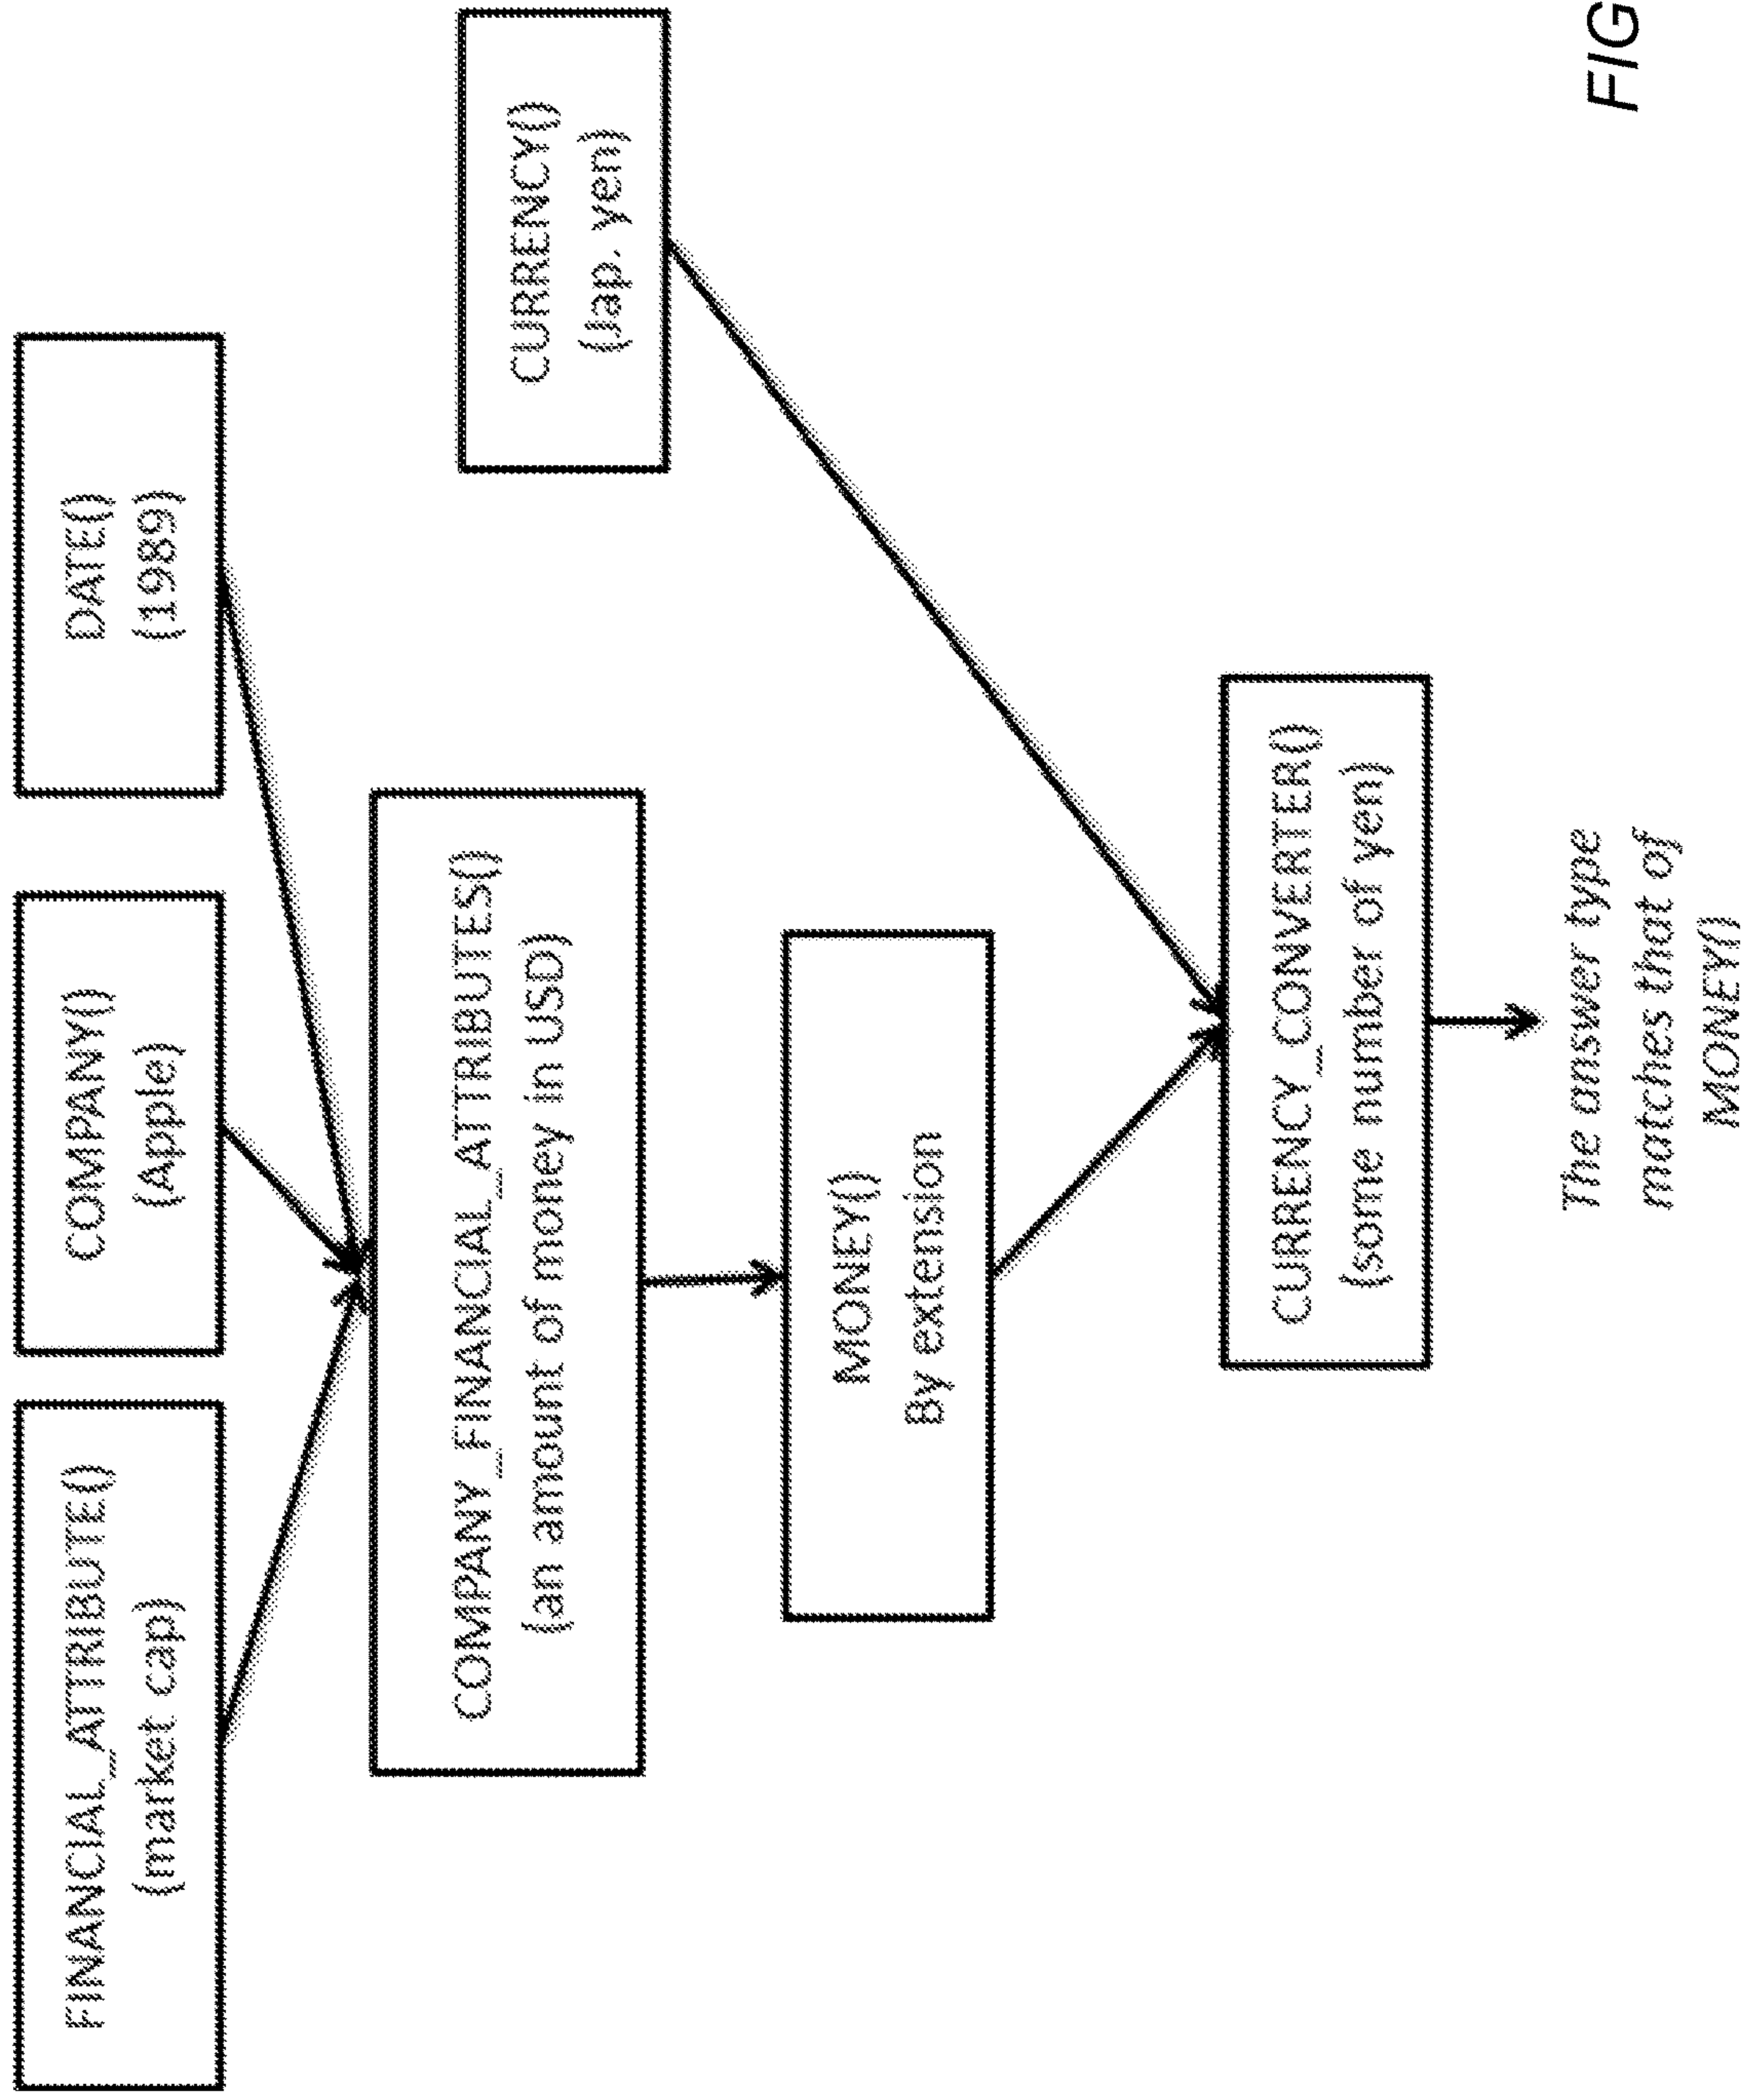 FINANCIAL_ATTRIBUTE()
(market cap)
COMPANY()
(Apple)
DATE()
(1989)
COMPANY_FINANCIAL_ATTRIBUTES()
(an amount of money in USD)
CURRENCY()
(Jap. yen)
MONEY()
By extension
CURRENCY_CONVERTER()
(some number of yen)
The answer type
matches that of
MONEY()
FIG